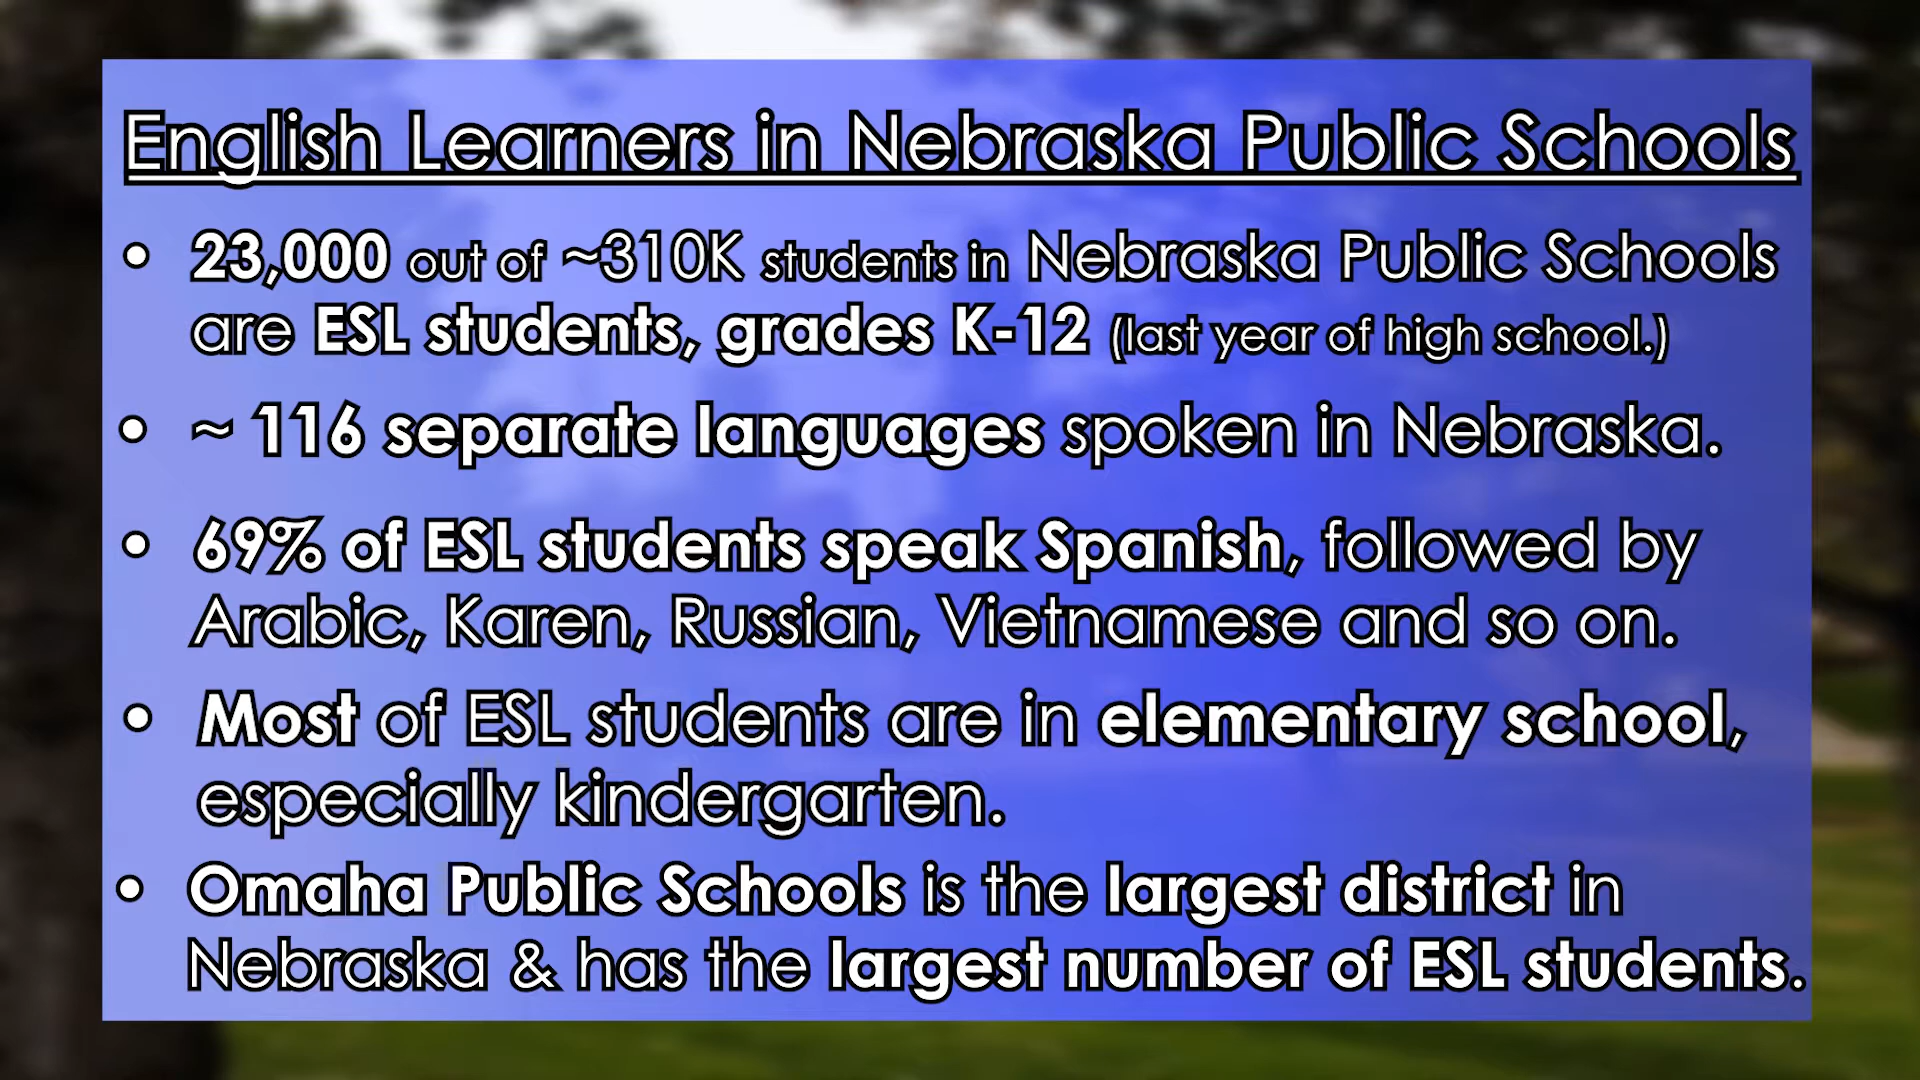 English Learners in Nebraska Public Schools
• 23,000 out of ~310K students in Nebraska Public Schools
are ESL students, grades K-12 (last year of high school.)
• ~ 116 separate languages spoken in Nebraska.
• 69% of ESL students speak Spanish, followed by
Arabic, Karen, Russian, Vietnamese and so on.
• Most of ESL students are in elementary school,
especially kindergarten.
• Omaha Public Schools is the largest district in
Nebraska & has the largest number of ESL students.